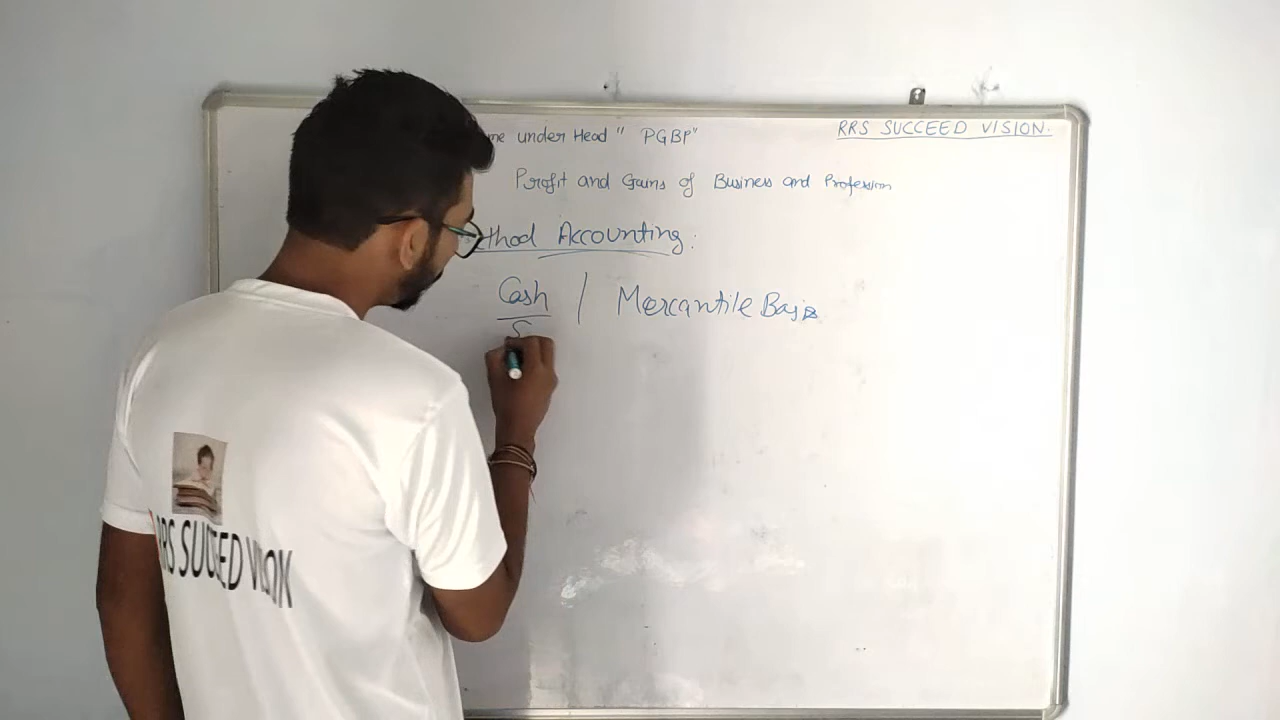 me under Head " PGBP"
RRS SUCCEED VISION.
Profit and Gains of Business and Profession
thod Accounting:
Cash / Mercantile Basis
S
RRS SUCCEED VISION